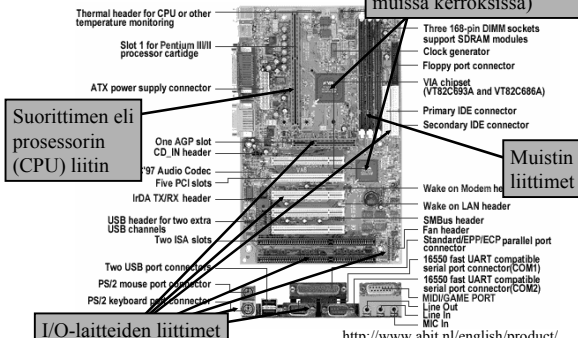 muissa kerroksissa)
Thermal header for CPU or other
temperature monitoring
Slot 1 for Pentium III/II
processor cartidge
ATX power supply connector
Suorittimen eli
prosessorin
(CPU) liitin
One AGP slot
CD_IN header
'97 Audio Codec
Five PCI slots
IrDA TX/RX header
USB header for two extra
USB channels
Two ISA slots
Two USB port connectors
PS/2 mouse port connector
PS/2 keyboard port connector
I/O-laitteiden liittimet
Three 168-pin DIMM sockets
support SDRAM modules
Clock generator
Floppy port connector
VIA chipset
(VT82C693A and VT82C686A)
Primary IDE connector
Secondary IDE connector
Muistin
liittimet
Wake on Modem he
Wake on LAN header
SMBus header
Fan header
Standard/EPP/ECP parallel port
connector
16550 fast UART compatible
serial port connector(COM1)
16550 fast UART compatible
serial port connector(COM2)
MIDI/GAME PORT
Line Out
Line In
MIC In
http://www.abit.nl/english/product/